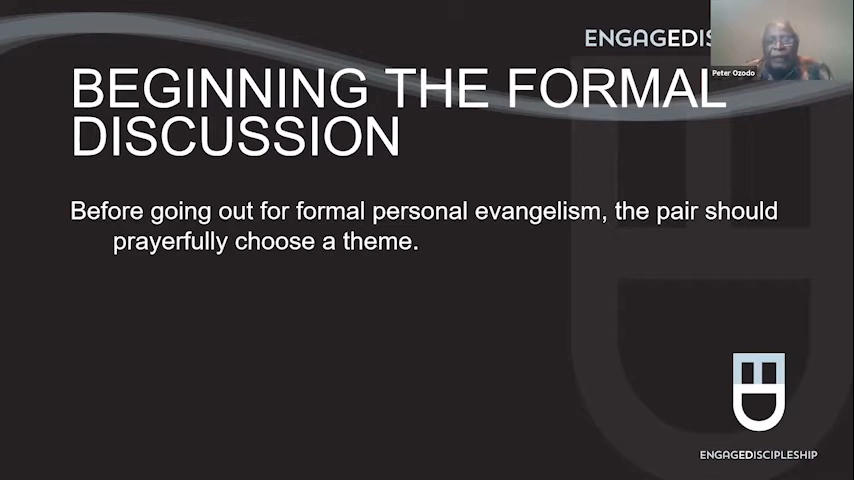 ENGAGEDIS
Peter Ozodo
BEGINNING THE FORMAL
DISCUSSION
Before going out for formal personal evangelism, the pair should
prayerfully choose a theme.
ENGAGEDISCIPLESHIP